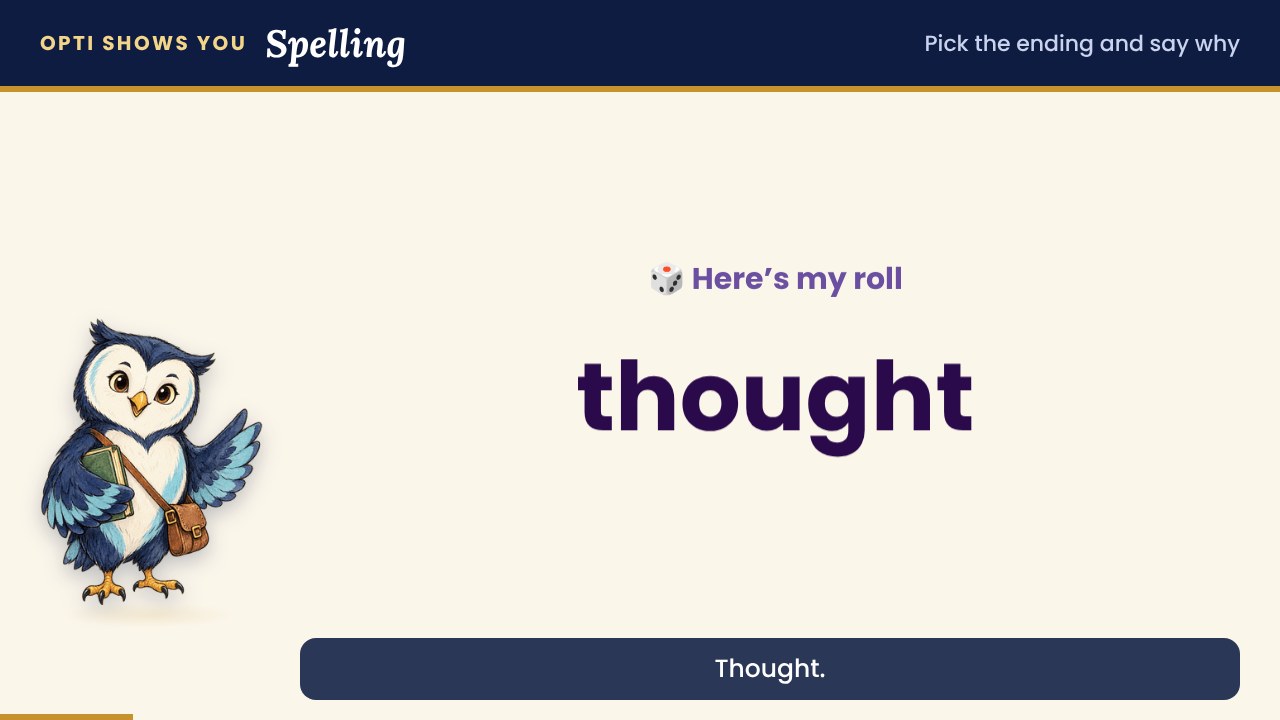 OPTI SHOWS YOU Spelling
Pick the ending and say why
🎲 Here’s my roll
thought
Thought.